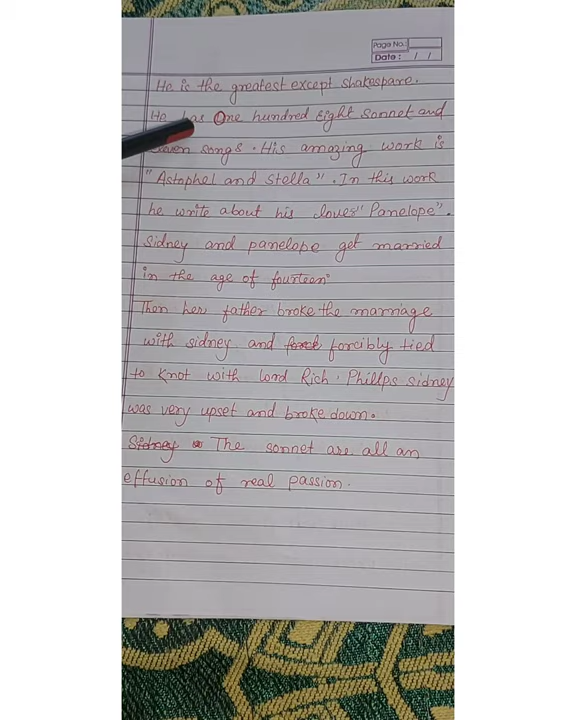 Page No.:
Date: / /
He is the greatest except Shakespare.
He has One hundred eight sonnet and
songs. His amazing work is
"Astophel and Stella". In this work
he write about his lover "Panelope".
Sidney and panelope get married
in the age of fourteen
Then her father broke the marriage
with sidney and forcibly tied
to Knot with Lord Rich. Phillps sidney
was very upset and broke down.
Sidney The sonnet are all an
effusion of real passion.